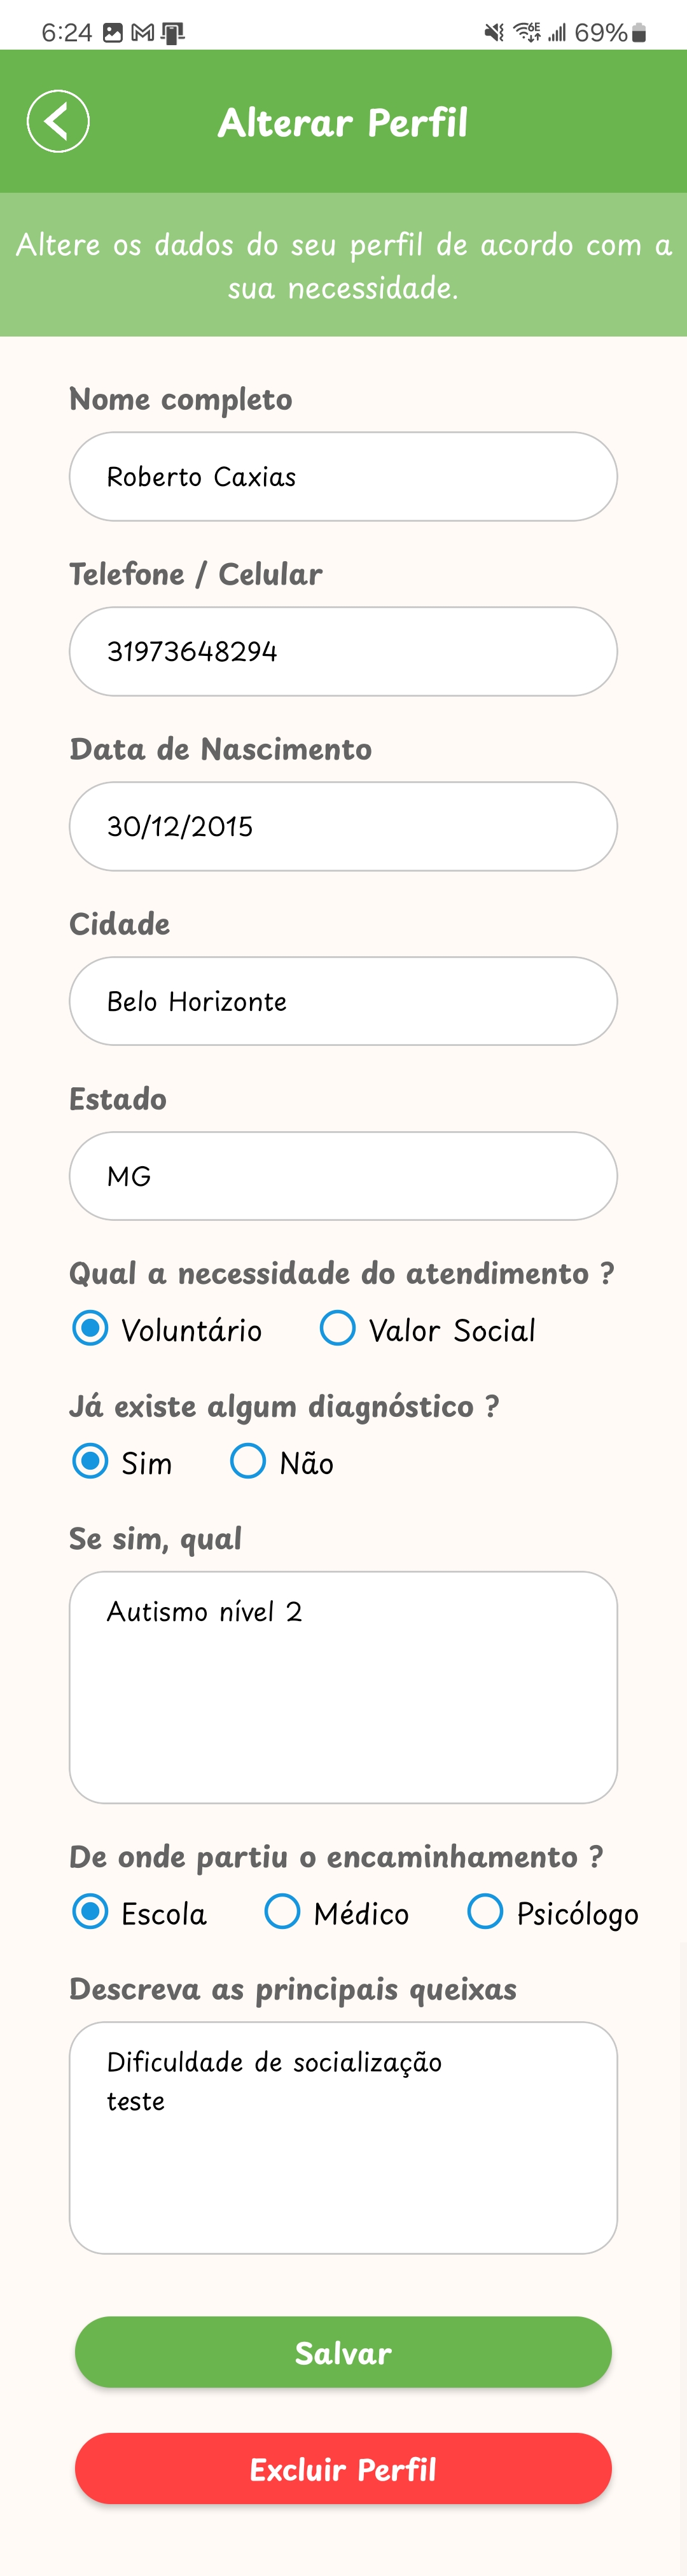 6:24
6E
69%
Alterar Perfil
Altere os dados do seu perfil de acordo com a
sua necessidade.
Nome completo
Roberto Caxias
Telefone / Celular
31973648294
Data de Nascimento
30/12/2015
Cidade
Belo Horizonte
Estado
MG
Qual a necessidade do atendimento ?
Voluntário Valor Social
Já existe algum diagnóstico ?
Sim Não
Se sim, qual
Autismo nível 2
De onde partiu o encaminhamento ?
Escola Médico Psicólogo
Descreva as principais queixas
Dificuldade de socialização
teste
Salvar
Excluir Perfil